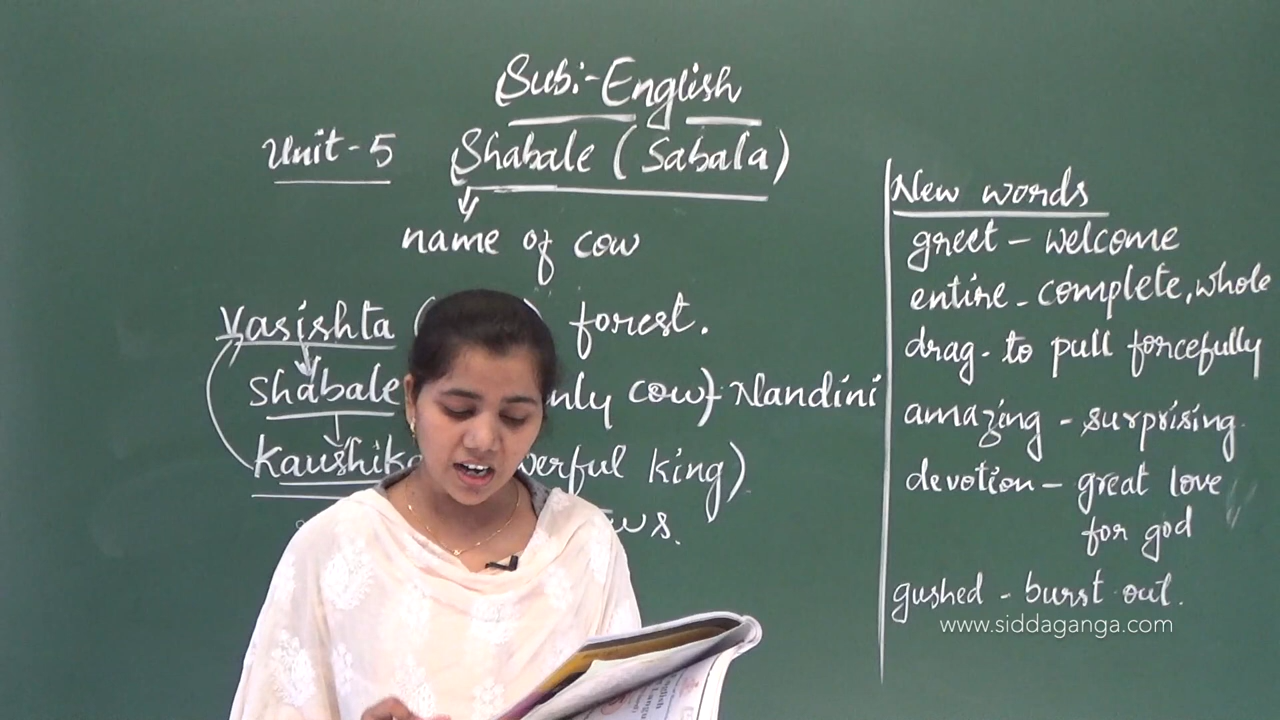 Sub:- English
Unit-5 Shabale (Sabala)
name of cow
Vasishta ( forest.
Shabale nly cow)- Nandini
Kaushik erful king)
ws.
New words
greet - welcome
entire - complete, whole
drag - to pull forcefully
amazing - surprising.
devotion - great love
for god
gushed - burst out.
www.siddaganga.com